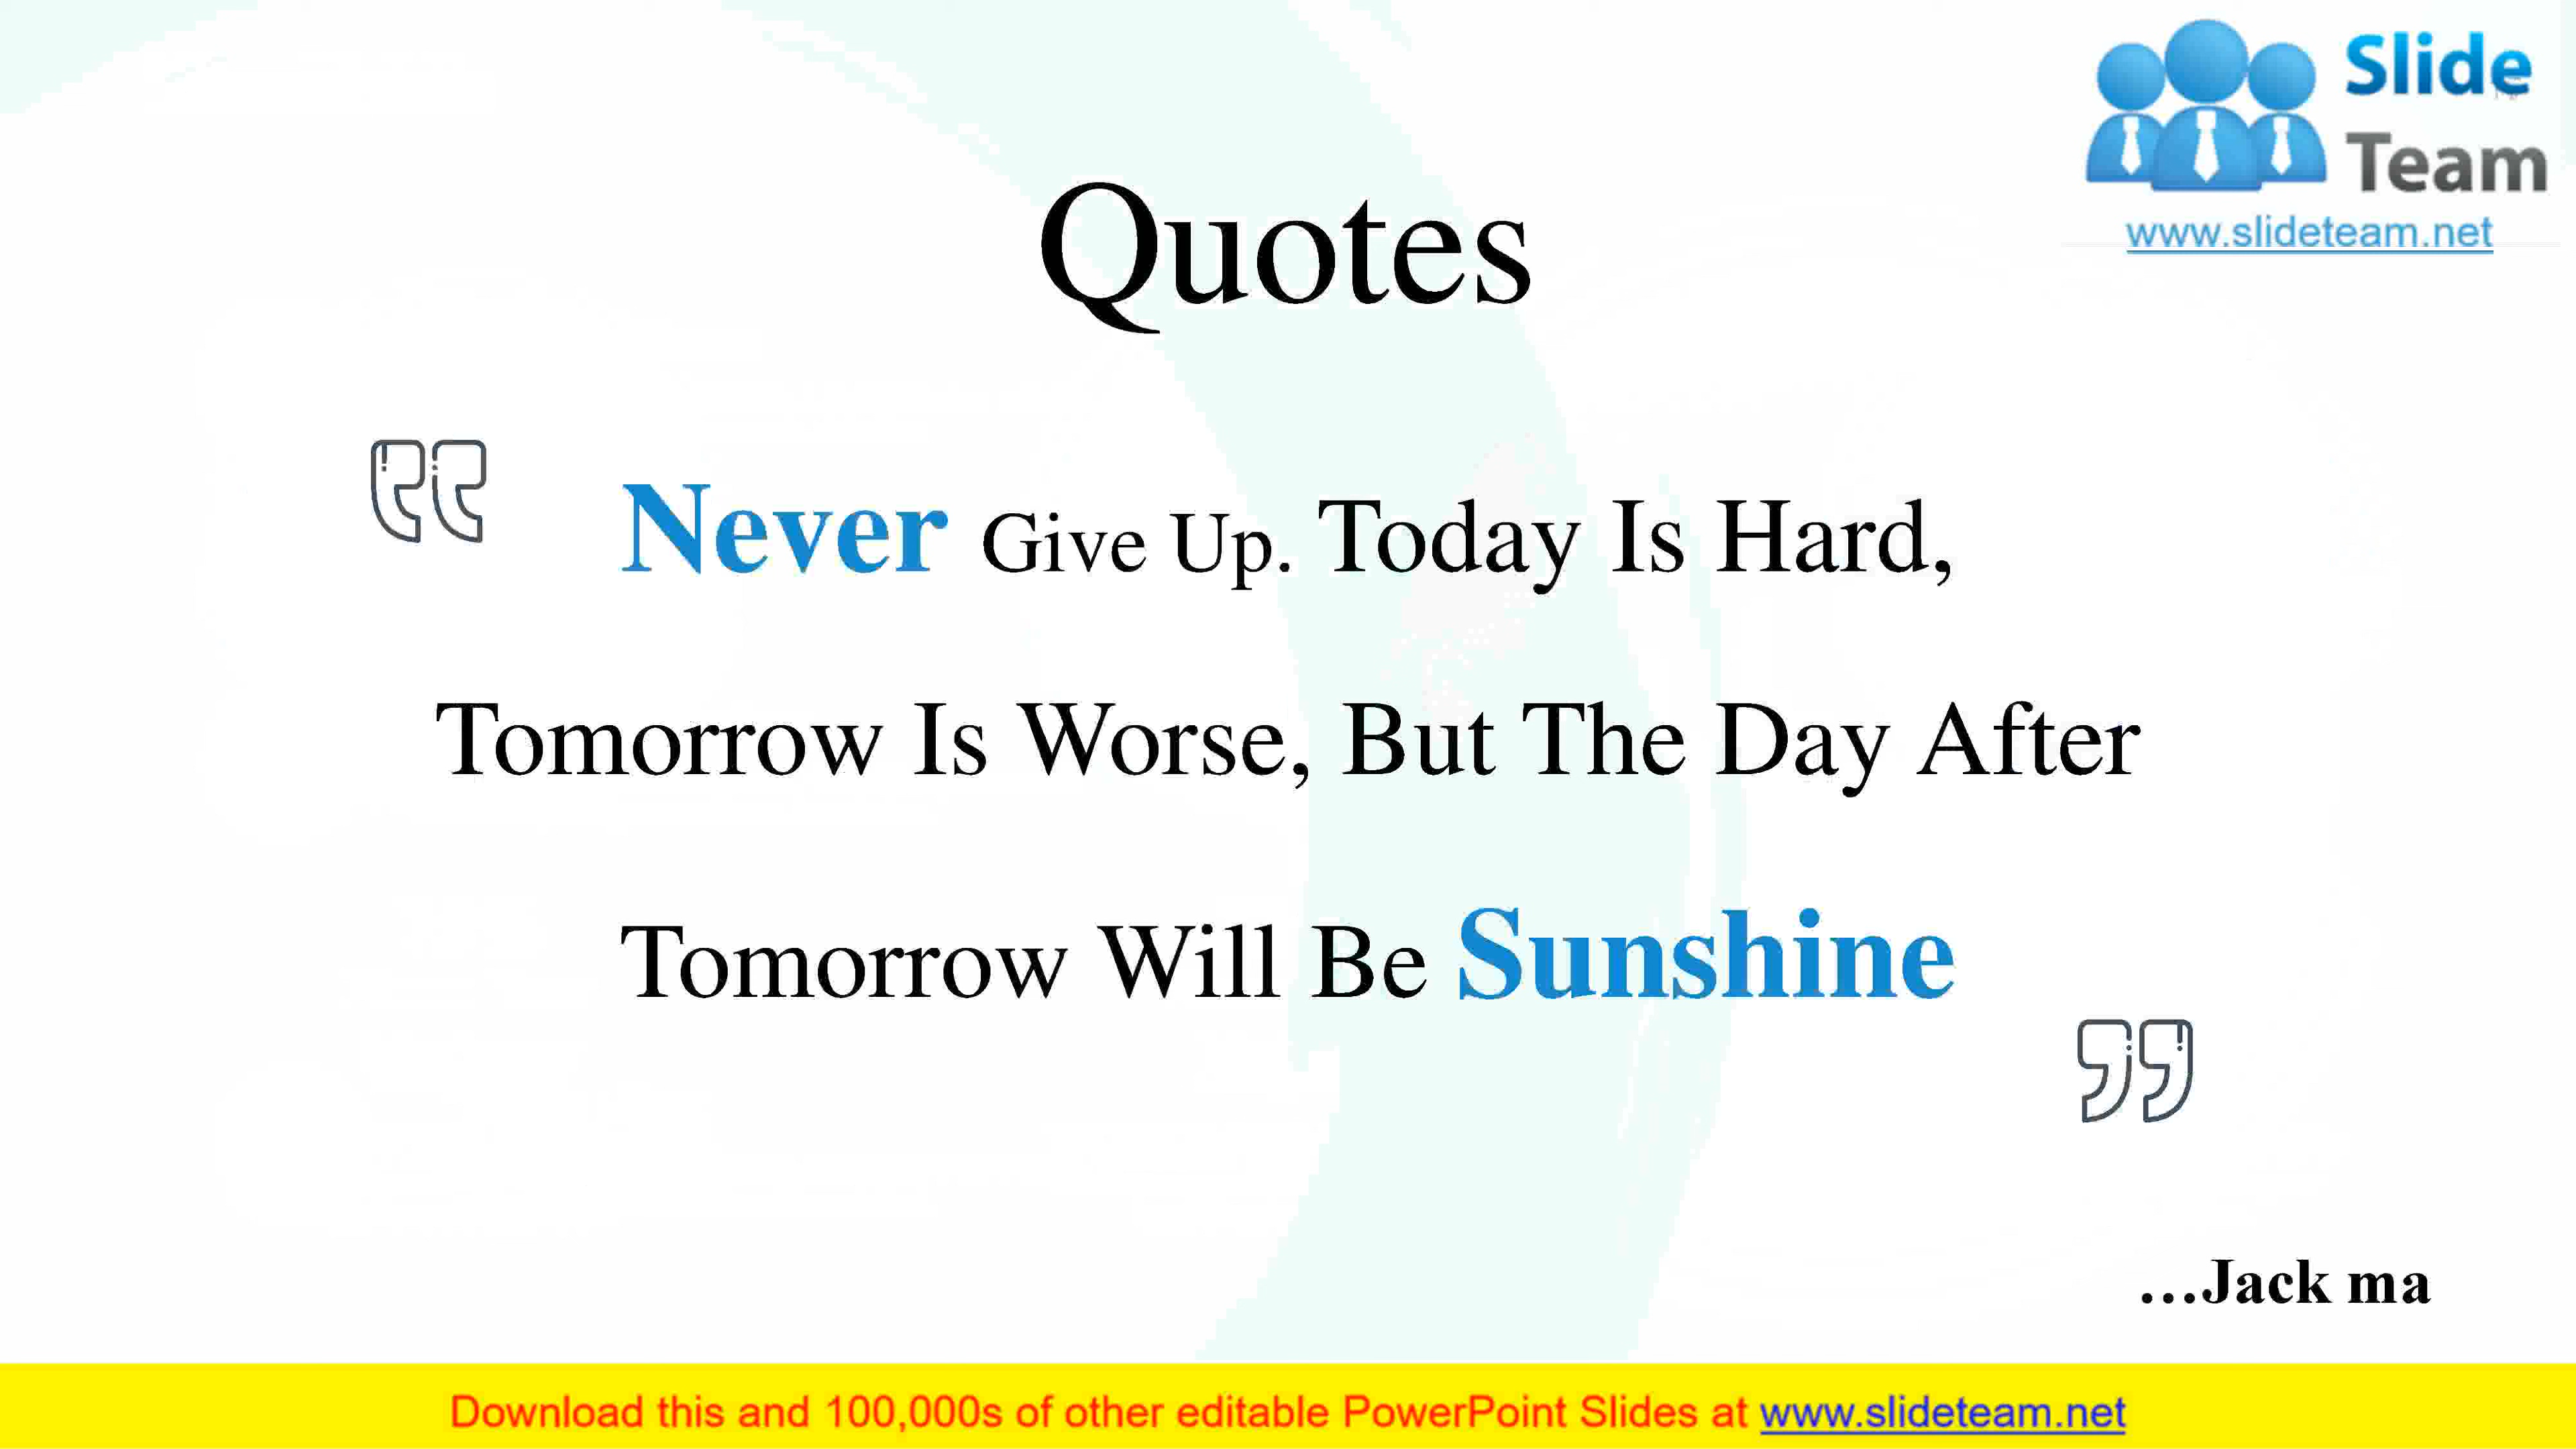 Slide
Team
www.slideteam.net
Quotes
Never Give Up. Today Is Hard,
Tomorrow Is Worse, But The Day After
Tomorrow Will Be Sunshine
...Jack ma
Download this and 100,000s of other editable PowerPoint Slides at www.slideteam.net